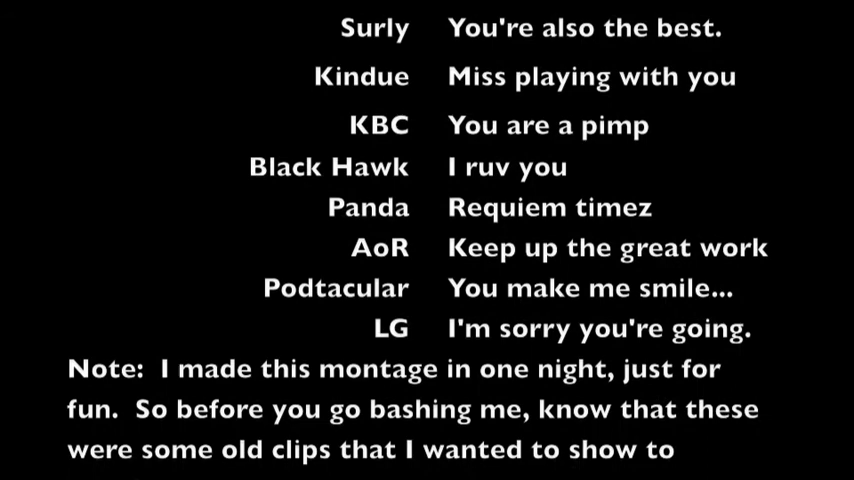 Surly You're also the best.
Kindue Miss playing with you
KBC You are a pimp
Black Hawk I ruv you
Panda Requiem timez
AoR Keep up the great work
Podtacular You make me smile...
LG I'm sorry you're going.
Note: I made this montage in one night, just for
fun. So before you go bashing me, know that these
were some old clips that I wanted to show to